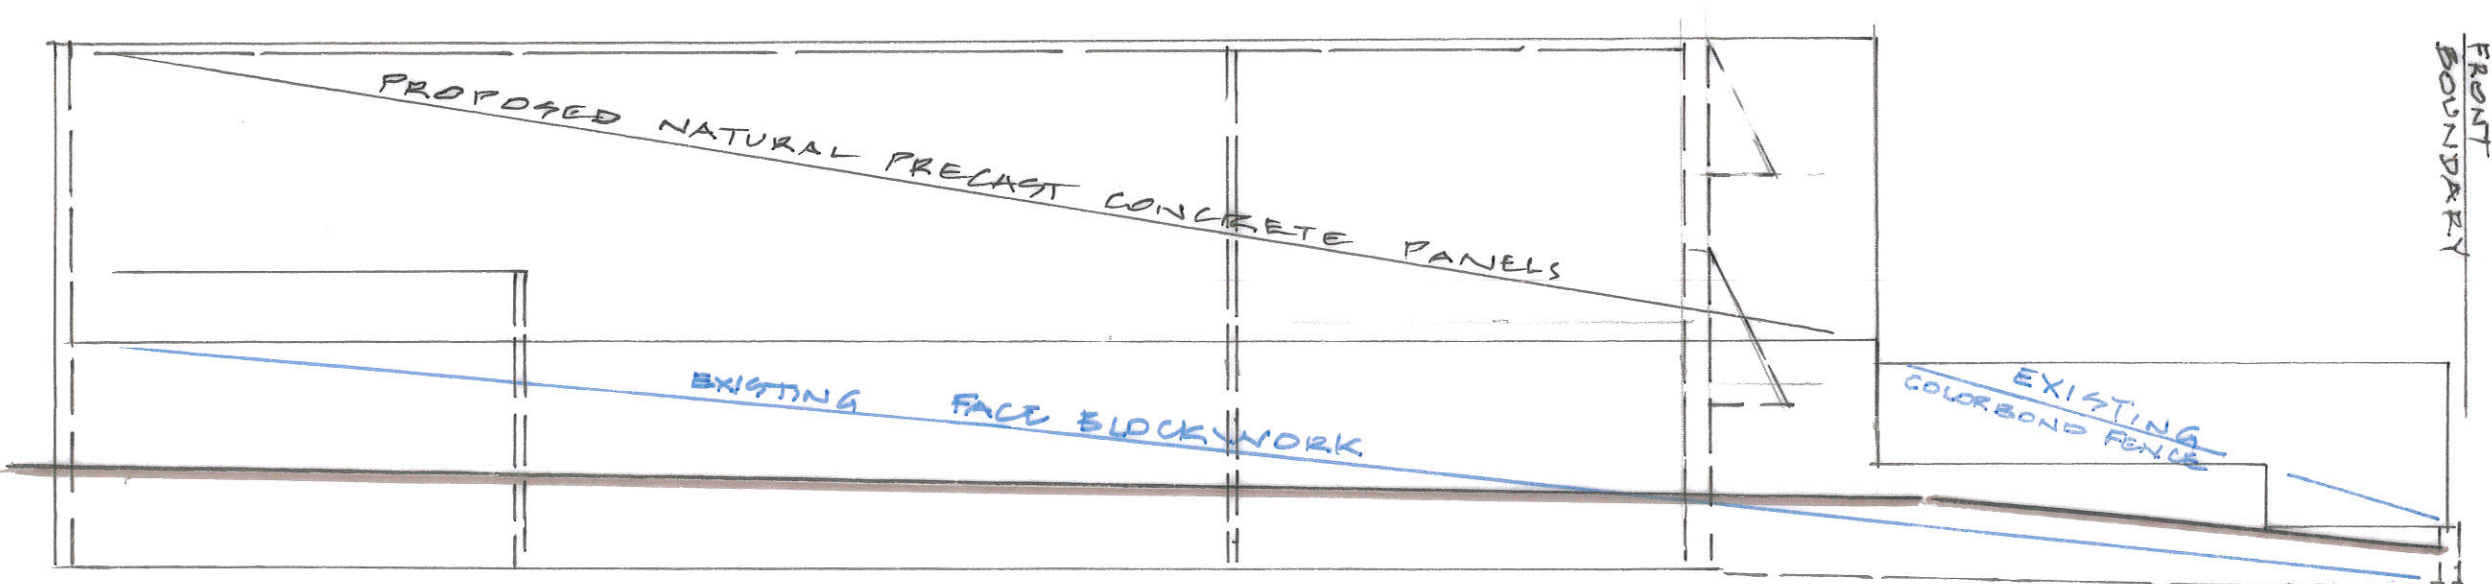 PROPOSED NATURAL PRECAST CONCRETE PANELS
EXISTING FACE BLOCKWORK
EXISTING
COLORBOND FENCE
FRONT
BOUNDARY